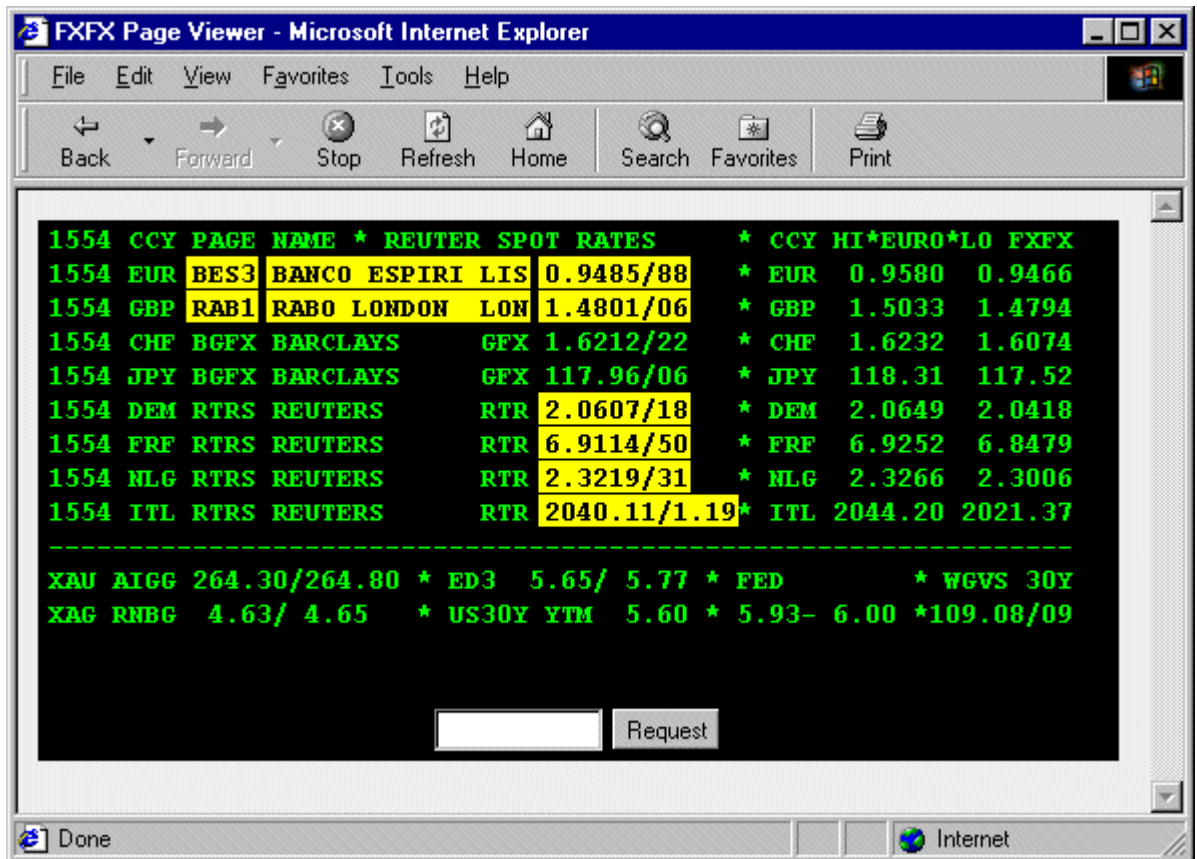 FXFX Page Viewer - Microsoft Internet Explorer
File Edit View Favorites Tools Help
Back Forward Stop Refresh Home Search Favorites Print
1554 CCY PAGE NAME * REUTER SPOT RATES * CCY HI*EURO*LO FXFX
1554 EUR BES3 BANCO ESPIRI LIS 0.9485/88 * EUR 0.9580 0.9466
1554 GBP RAB1 RABO LONDON LON 1.4801/06 * GBP 1.5033 1.4794
1554 CHF BGFX BARCLAYS GFX 1.6212/22 * CHF 1.6232 1.6074
1554 JPY BGFX BARCLAYS GFX 117.96/06 * JPY 118.31 117.52
1554 DEM RTRS REUTERS RTR 2.0607/18 * DEM 2.0649 2.0418
1554 FRF RTRS REUTERS RTR 6.9114/50 * FRF 6.9252 6.8479
1554 NLG RTRS REUTERS RTR 2.3219/31 * NLG 2.3266 2.3006
1554 ITL RTRS REUTERS RTR 2040.11/1.19* ITL 2044.20 2021.37
----------------------------------------------------------------
XAU AIGG 264.30/264.80 * ED3 5.65/ 5.77 * FED * WGVS 30Y
XAG RNBG 4.63/ 4.65 * US30Y YTM 5.60 * 5.93- 6.00 *109.08/09
Request
Done Internet